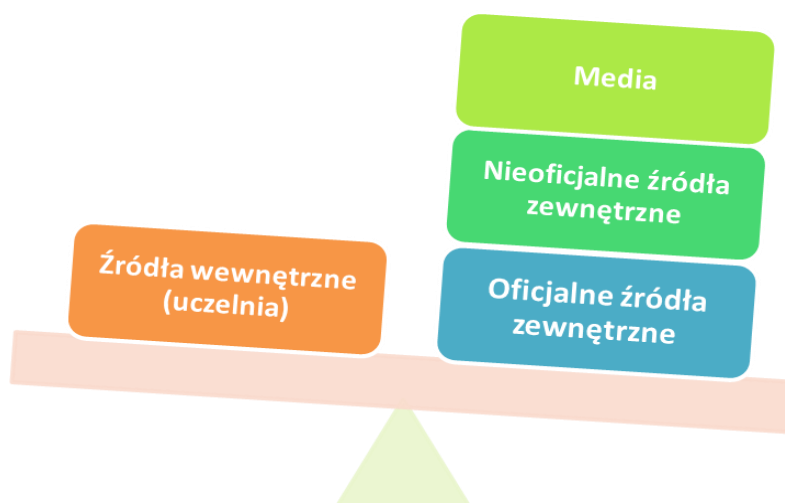 Media
Nieoficjalne źródła
zewnętrzne
Źródła wewnętrzne
(uczelnia)
Oficjalne źródła
zewnętrzne